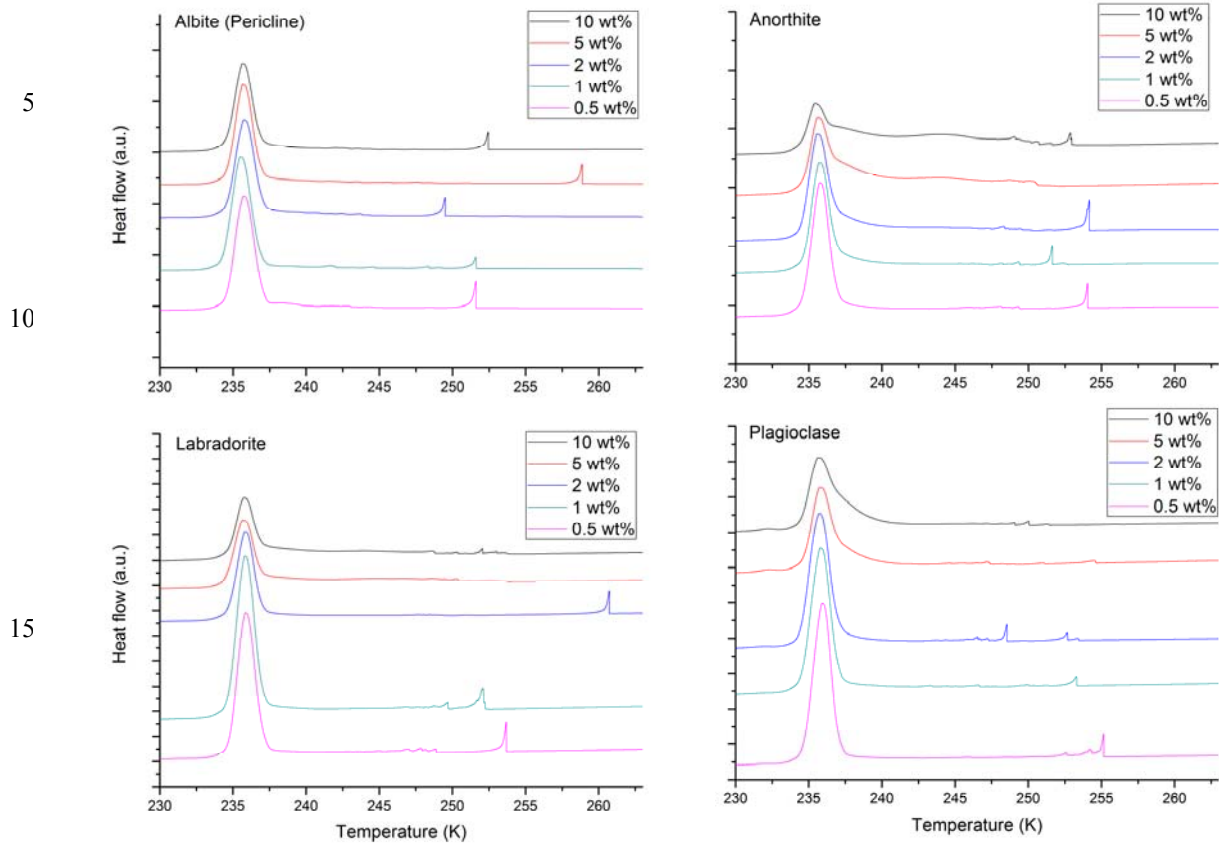 Albite (Pericline)
10 wt%
5 wt%
2 wt%
1 wt%
0.5 wt%
Heat flow (a.u.)
230 235 240 245 250 255 260
Anorthite
10 wt%
5 wt%
2 wt%
1 wt%
0.5 wt%
Heat flow (a.u.)
230 235 240 245 250 255 260
5
10
Labradorite
10 wt%
5 wt%
2 wt%
1 wt%
0.5 wt%
Heat flow (a.u.)
230 235 240 245 250 255 260
Temperature (K)
Plagioclase
10 wt%
5 wt%
2 wt%
1 wt%
0.5 wt%
Heat flow (a.u.)
230 235 240 245 250 255 260
Temperature (K)
15